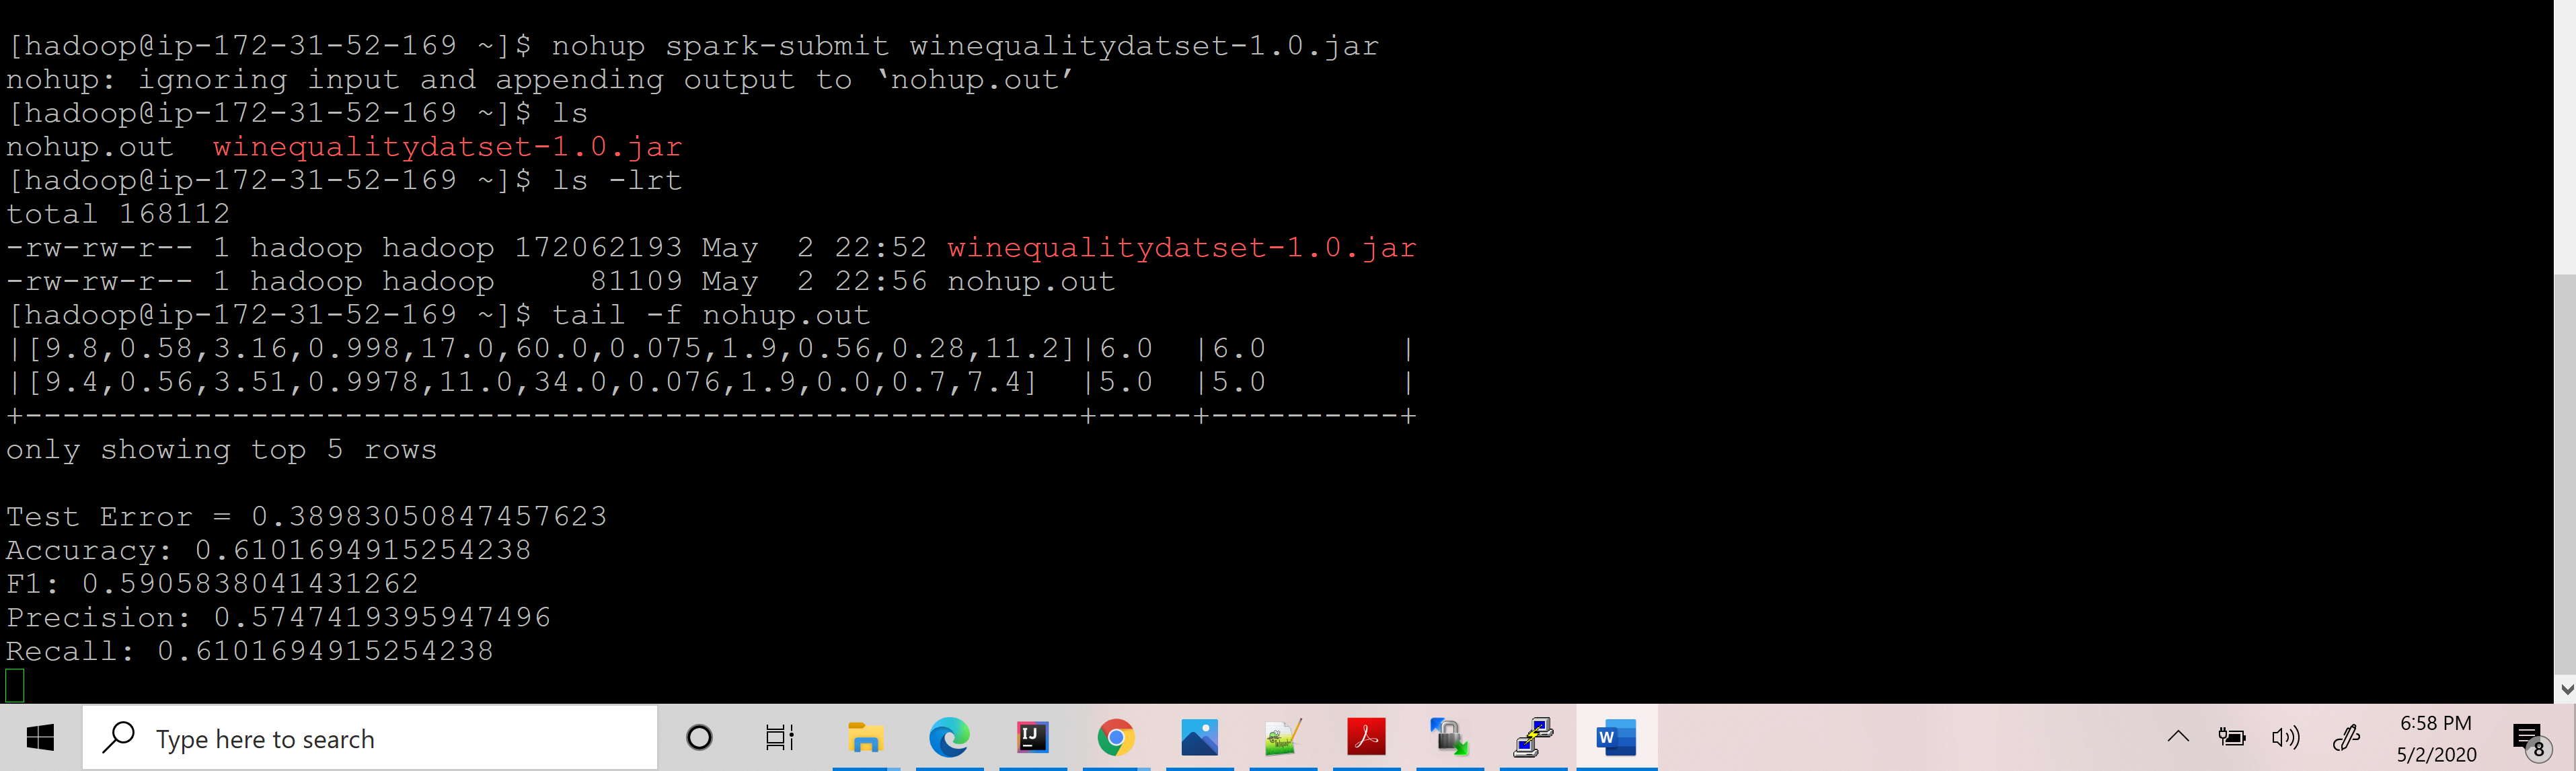 [hadoop@ip-172-31-52-169 ~]$ nohup spark-submit winequalitydatset-1.0.jar
nohup: ignoring input and appending output to ‘nohup.out’
[hadoop@ip-172-31-52-169 ~]$ ls
nohup.out  winequalitydatset-1.0.jar
[hadoop@ip-172-31-52-169 ~]$ ls -lrt
total 168112
-rw-rw-r-- 1 hadoop hadoop 172062193 May  2 22:52 winequalitydatset-1.0.jar
-rw-rw-r-- 1 hadoop hadoop     81109 May  2 22:56 nohup.out
[hadoop@ip-172-31-52-169 ~]$ tail -f nohup.out
|[9.8,0.58,3.16,0.998,17.0,60.0,0.075,1.9,0.56,0.28,11.2]|6.0  |6.0       |
|[9.4,0.56,3.51,0.9978,11.0,34.0,0.076,1.9,0.0,0.7,7.4]  |5.0  |5.0       |
+---------------------------------------------------------+-----+----------+
only showing top 5 rows
Test Error = 0.38983050847457623
Accuracy: 0.6101694915254238
F1: 0.5905838041431262
Precision: 0.5747419395947496
Recall: 0.6101694915254238
Type here to search
IJ
W
6:58 PM
5/2/2020
8